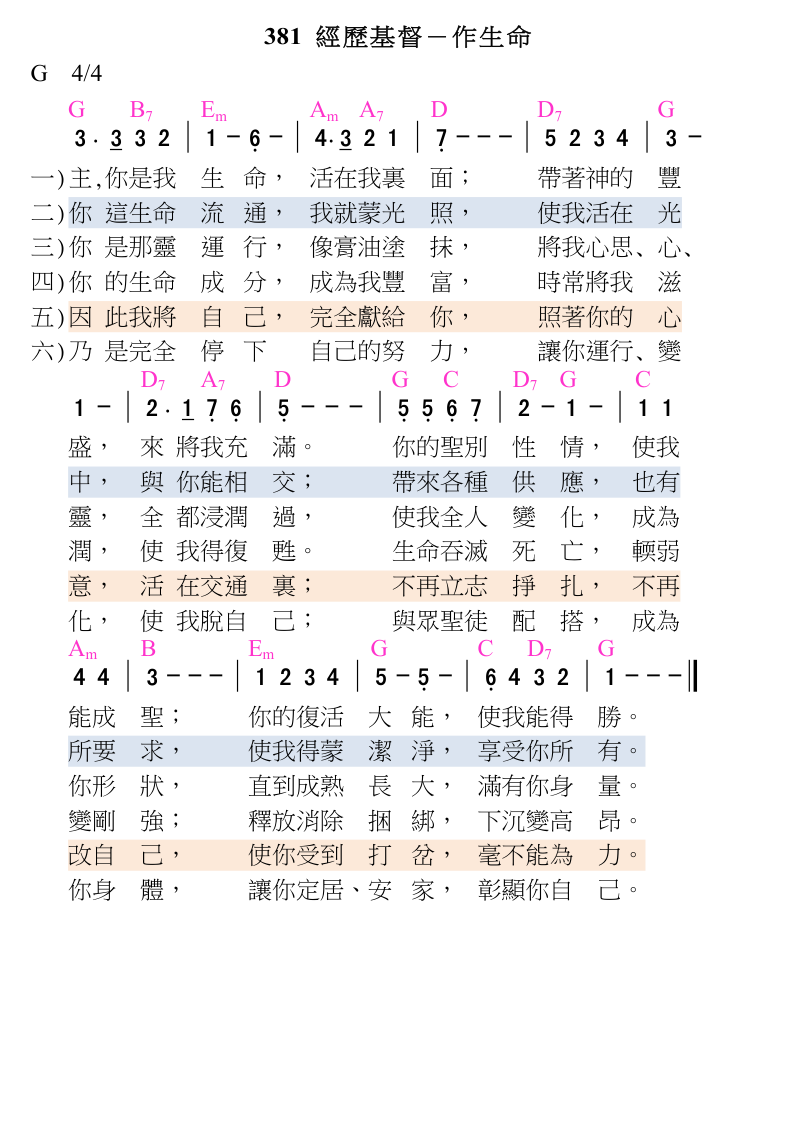 381 經歷基督－作生命
G 4/4
G B7 Em Am A7 D D7 G
3 · 3 3 2 | 1 － 6 － | 4· 3 2 1 | 7 － － － | 5 2 3 4 | 3 －
一)主,你是我 生 命， 活在我裏 面； 帶著神的 豐
二)你 這生命 流 通， 我就蒙光 照， 使我活在 光
三)你 是那靈 運 行， 像膏油塗 抹， 將我心思、心、
四)你 的生命 成 分， 成為我豐 富， 時常將我 滋
五)因 此我將 自 己， 完全獻給 你， 照著你的 心
六)乃 是完全 停 下 自己的努 力， 讓你運行、變
D7 A7 D G C D7 G C
1 － | 2 · 1 7 6 | 5 － － － | 5 5 6 7 | 2 － 1 － | 1 1
盛， 來 將我充 滿。 你的聖別 性 情， 使我
中， 與 你能相 交； 帶來各種 供 應， 也有
靈， 全 都浸潤 過， 使我全人 變 化， 成為
潤， 使 我得復 甦。 生命吞滅 死 亡， 輭弱
意， 活 在交通 裏； 不再立志 掙 扎， 不再
化， 使 我脫自 己； 與眾聖徒 配 搭， 成為
Am B Em G C D7 G
4 4 | 3 － － － | 1 2 3 4 | 5 － 5 － | 6 4 3 2 | 1 － － － ‖
能成 聖； 你的復活 大 能， 使我能得 勝。
所要 求， 使我得蒙 潔 淨， 享受你所 有。
你形 狀， 直到成熟 長 大， 滿有你身 量。
變剛 強； 釋放消除 捆 綁， 下沉變高 昂。
改自 己， 使你受到 打 岔， 毫不能為 力。
你身 體， 讓你定居、安 家， 彰顯你自 己。